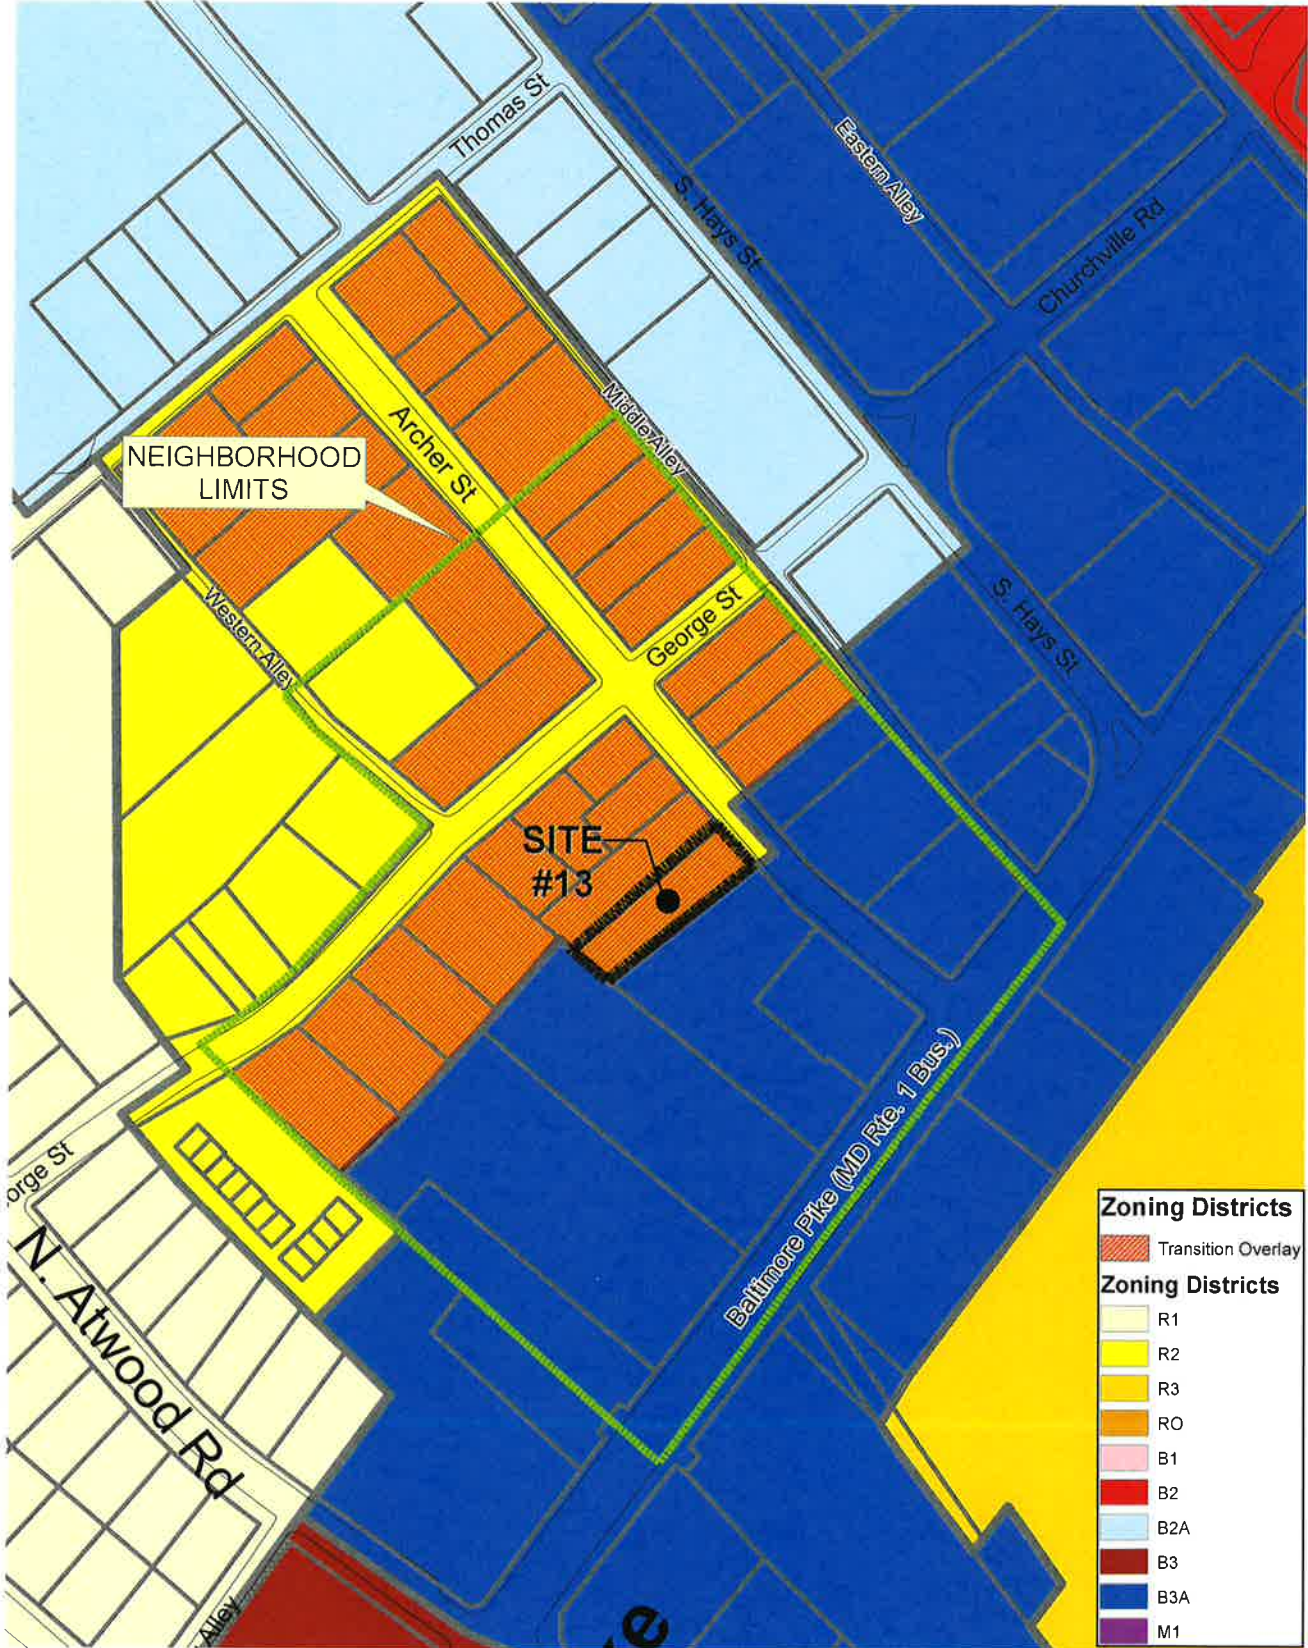 Thomas St
Eastern Alley
S. Hays St
Churchville Rd
Middle Alley
Archer St
NEIGHBORHOOD
LIMITS
Western Alley
George St
S. Hays St
SITE
#13
Baltimore Pike (MD Rte. 1 Bus.)
orge St
N. Atwood Rd
Alley
re
Zoning Districts
Transition Overlay
Zoning Districts
R1
R2
R3
RO
B1
B2
B2A
B3
B3A
M1